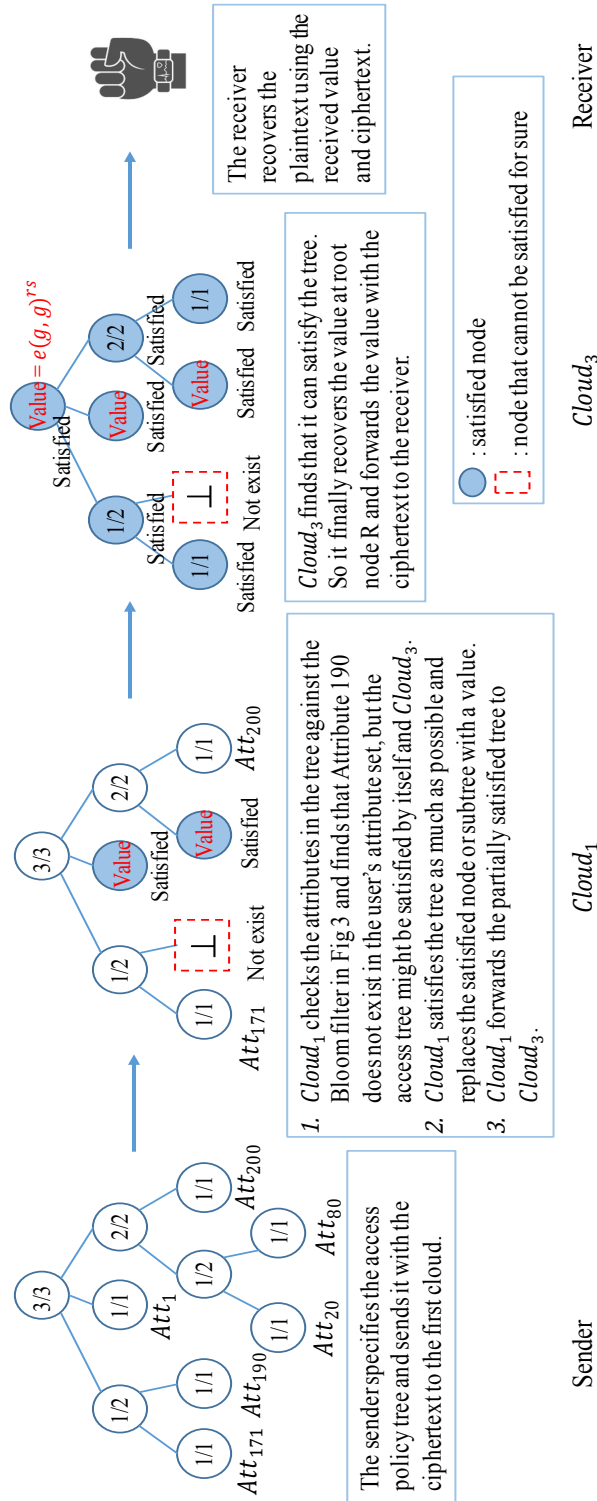 3/3
1/2
1/1
2/2
1/1
1/1
Att₁
1/2
1/1
Att₁₇₁ Att₁₉₀
Att₂₀₀
1/1
1/1
Att₂₀
Att₈₀
The sender specifies the access
policy tree and sends it with the
ciphertext to the first cloud.
Sender
3/3
1/2
Value
2/2
Satisfied
1/1
⊥
Value
1/1
Att₁₇₁
Not exist
Satisfied
Att₂₀₀
1. Cloud₁ checks the attributes in the tree against the
Bloom filter in Fig 3 and finds that Attribute 190
does not exist in the user's attribute set, but the
access tree might be satisfied by itself and Cloud₃.
2. Cloud₁ satisfies the tree as much as possible and
replaces the satisfied node or subtree with a value.
3. Cloud₁ forwards the partially satisfied tree to
Cloud₃.
Cloud₁
Value = e(g, g)ʳˢ
Satisfied
1/2
Value
2/2
Satisfied
Satisfied
Satisfied
1/1
⊥
Value
1/1
Satisfied
Not exist
Satisfied
Satisfied
Cloud₃ finds that it can satisfy the tree.
So it finally recovers the value at root
node R and forwards the value with the
ciphertext to the receiver.
Cloud₃
The receiver
recovers the
plaintext using the
received value
and ciphertext.
: satisfied node
: node that cannot be satisfied for sure
Receiver